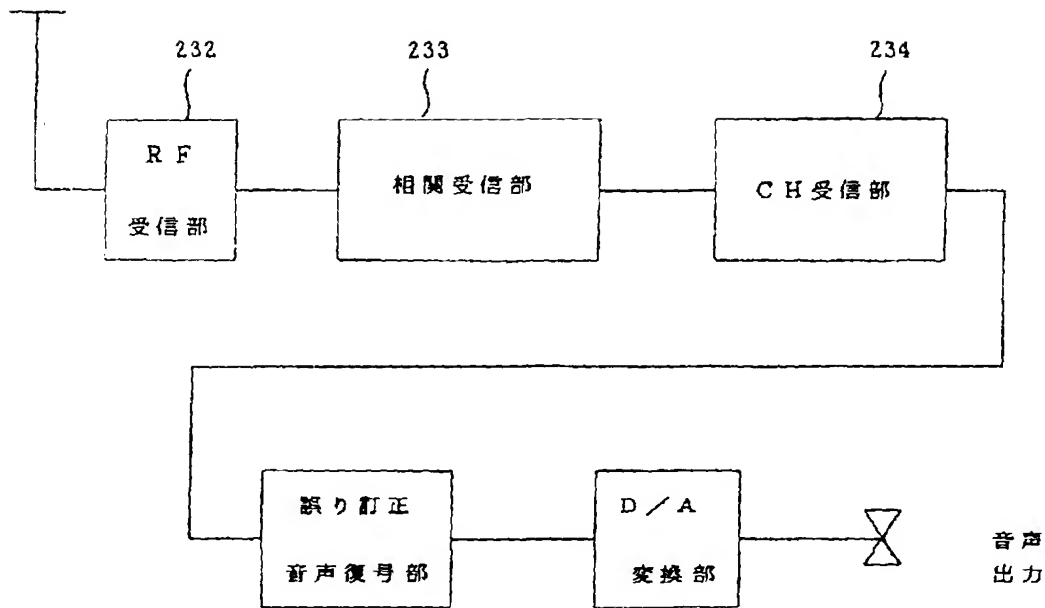 232
233
234
RF
受信部
相関受信部
CH受信部
誤り訂正
音声復号部
D/A
変換部
音声
出力